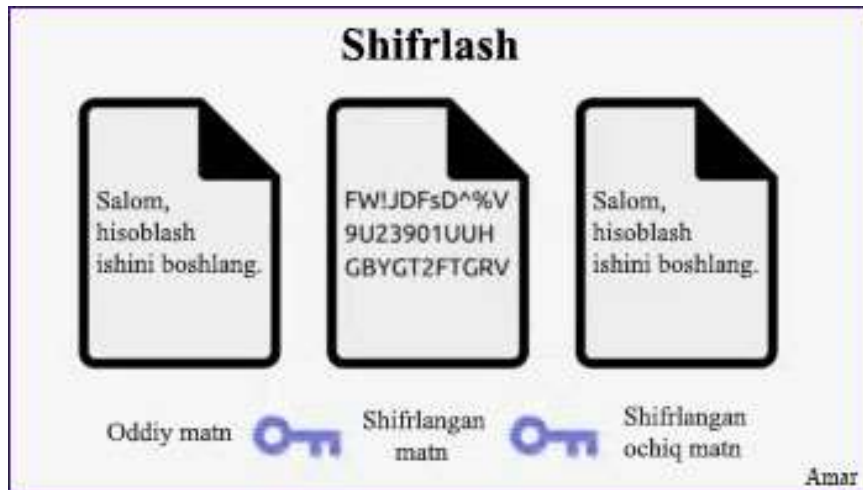 Shifrlash
Salom,
hisoblash
ishini boshlang.
FW!JDFsD^%V
9U23901UUH
GBYGT2FTGRV
Salom,
hisoblash
ishini boshlang.
Oddiy matn
Shifrlangan
matn
Shifrlangan
ochiq matn
Amar